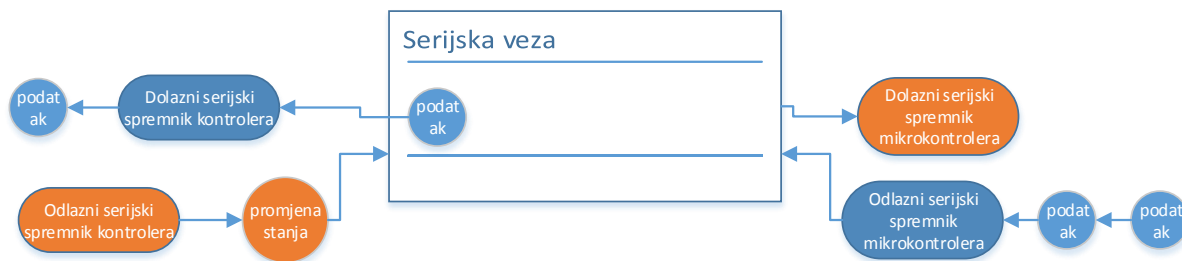 Serijska veza
podat
ak
Dolazni serijski
spremnik kontrolera
podat
ak
Dolazni serijski
spremnik
mikrokontrolera
Odlazni serijski
spremnik kontrolera
promjena
stanja
Odlazni serijski
spremnik
mikrokontrolera
podat
ak
podat
ak